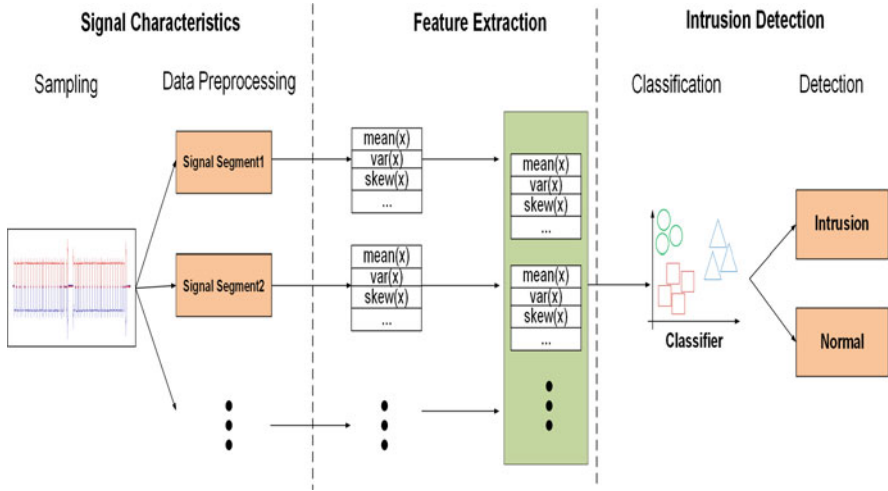 Signal Characteristics
Feature Extraction
Intrusion Detection
Sampling
Data Preprocessing
Classification
Detection
Signal Segment1
mean(x)
var(x)
skew(x)
...
mean(x)
var(x)
skew(x)
...
Signal Segment2
mean(x)
var(x)
skew(x)
...
mean(x)
var(x)
skew(x)
...
Classifier
Intrusion
Normal